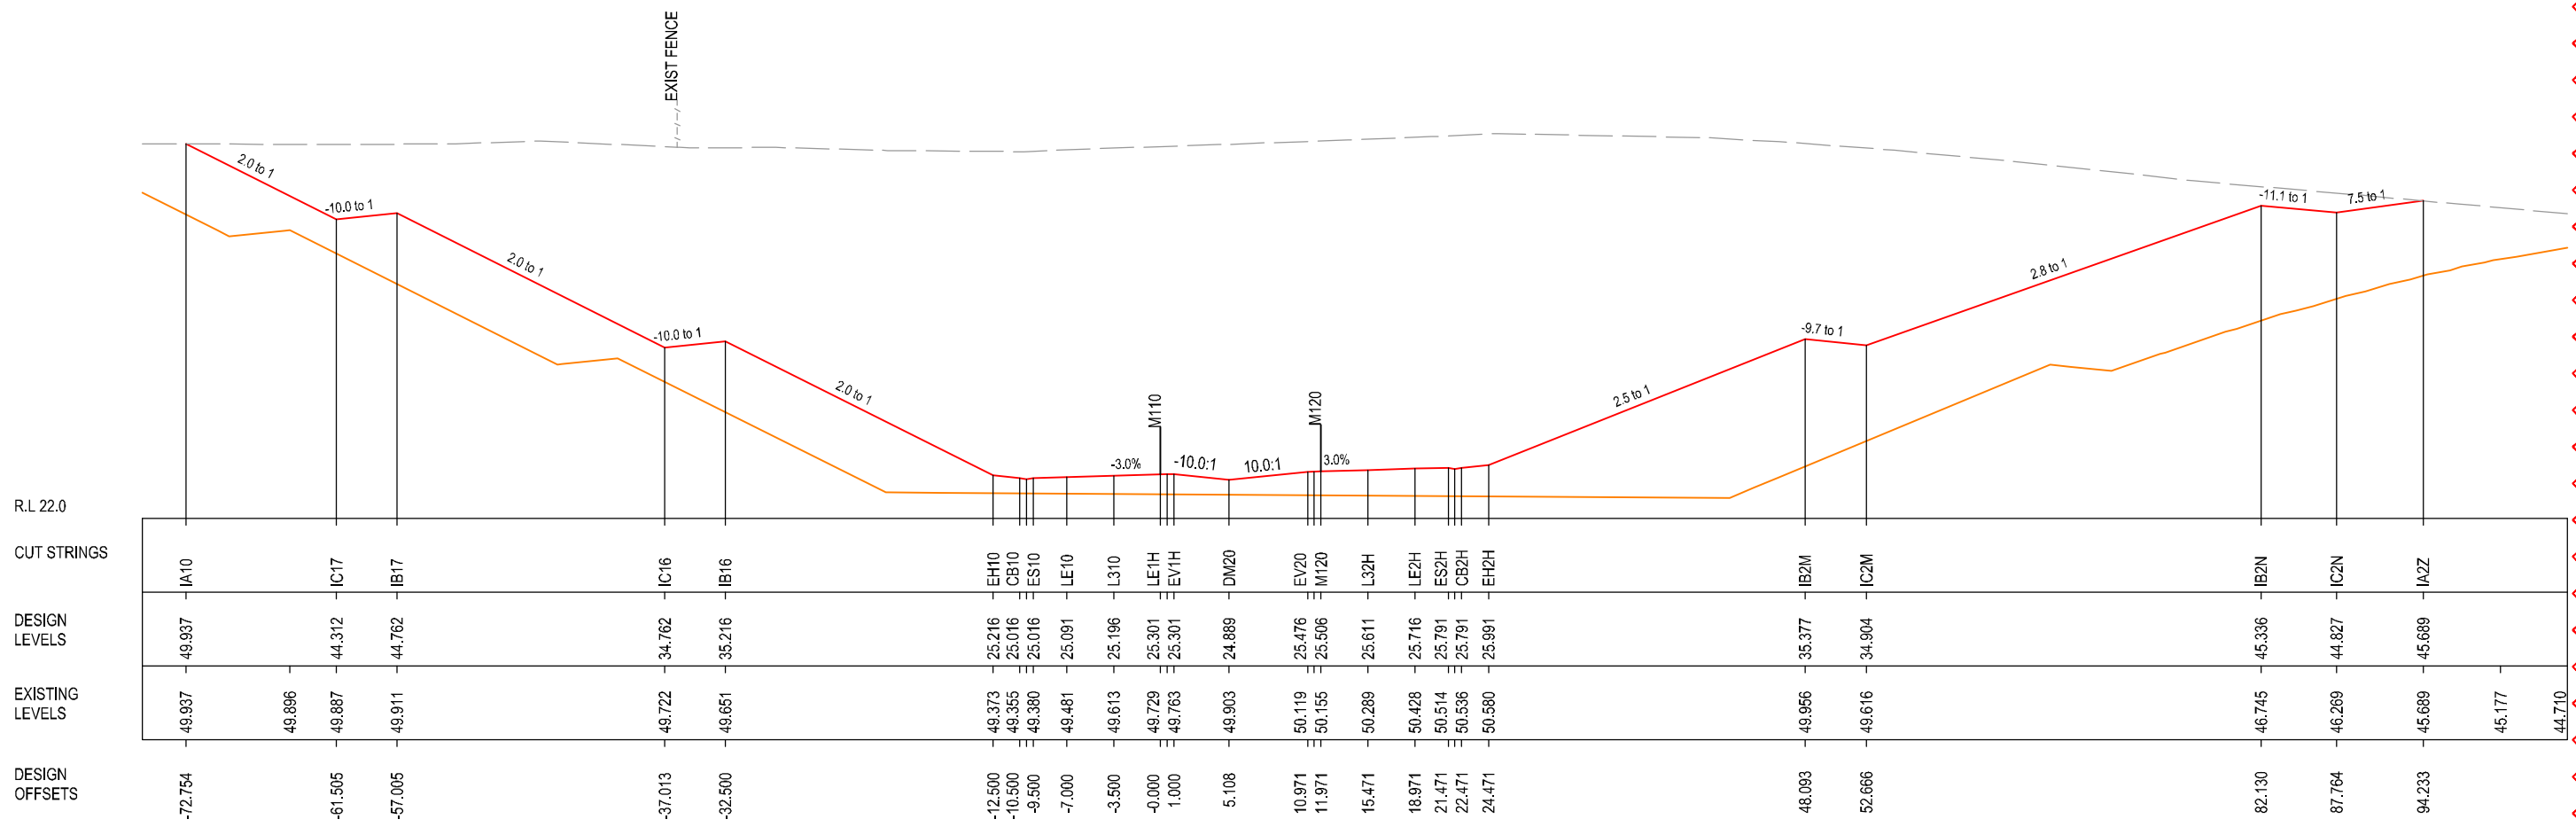 EXIST FENCE
2.0 to 1
-10.0 to 1
2.0 to 1
-10.0 to 1
2.0 to 1
-3.0%
M110
-10.0:1
10.0:1
M120
3.0%
2.5 to 1
-9.7 to 1
2.8 to 1
-11.1 to 1
7.5 to 1
R.L 22.0
CUT STRINGS
IA10 IC17 IB17 IC16 IB16 EH10 CB10 ES10 LE10 L310 LE1H EV1H DM20 EV20 M120 L32H LE2H ES2H CB2H EH2H IB2M IC2M IB2N IC2N IA2Z
DESIGN
LEVELS
49.937 44.312 44.762 34.762 35.216 25.216 25.016 25.016 25.091 25.196 25.301 25.301 24.889 25.476 25.506 25.611 25.716 25.791 25.791 25.991 35.377 34.904 45.336 44.827 45.689
EXISTING
LEVELS
49.937 49.896 49.887 49.911 49.722 49.651 49.373 49.355 49.380 49.481 49.613 49.729 49.763 49.903 50.119 50.155 50.289 50.428 50.514 50.536 50.580 49.956 49.616 46.745 46.269 45.689 45.177 44.710
DESIGN
OFFSETS
-72.754 -61.505 -57.005 -37.013 -32.500 -12.500 -10.500 -9.500 -7.000 -3.500 -0.000 1.000 5.108 10.971 11.971 15.471 18.971 21.471 22.471 24.471 48.093 52.666 82.130 87.764 94.233